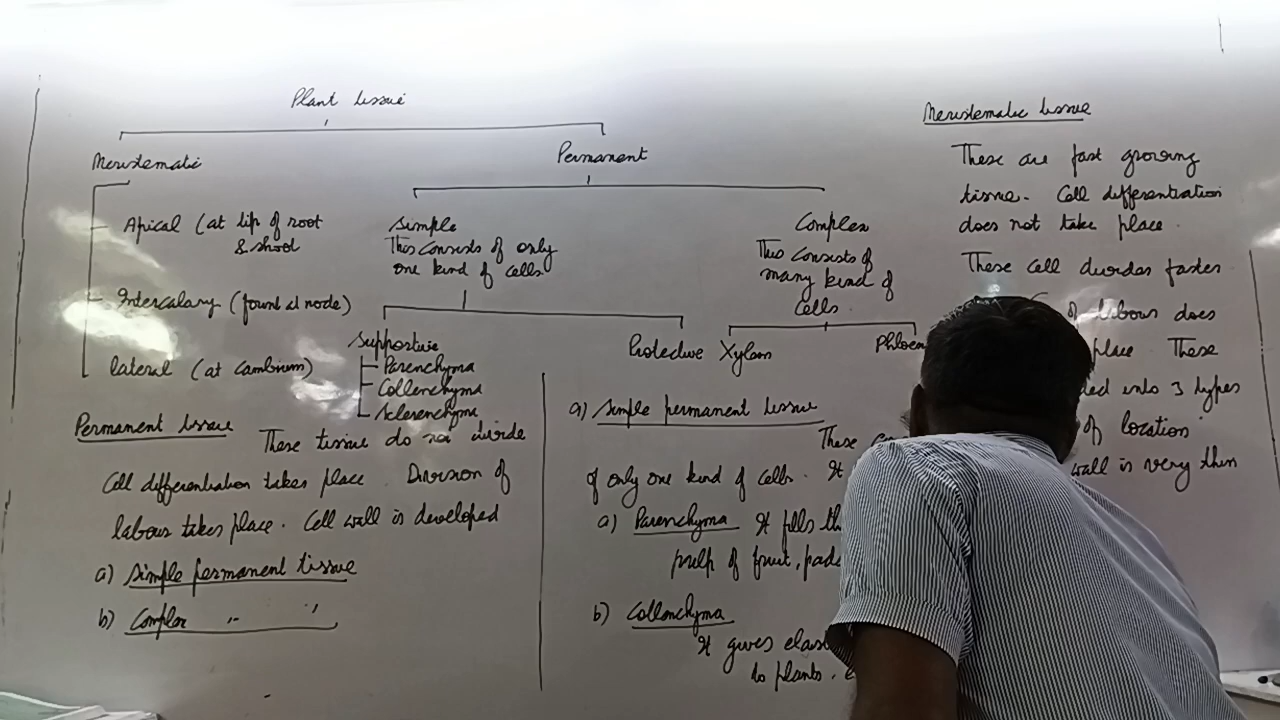 Plant tissue
Meristematic
Permanent
Apical (at tip of root
& shoot
Intercalary (found at node)
lateral (at cambium)
Simple
This consists of only
one kind of cells
Complex
This consists of
many kind of
Cells.
Supportive
Parenchyma
Collenchyma
Sclerenchyma
Protective
Xylem
Phloem
Permanent tissue
These tissue do not divide
Cell differentiation takes place Division of
labour takes place. Cell wall is developed
a) Simple permanent tissue
b) Complex " "
a) Simple permanent tissue
These
of only one kind of cells. It
a) Parenchyma It fills
pulp of fruit,
b) Collenchyma
It gives
to plants.
Meristematic tissue
These are fast growing
tissue. Cell differentiation
does not take place.
These cell divides faster
of labour does
place These
into 3 types
of location
wall is very thin